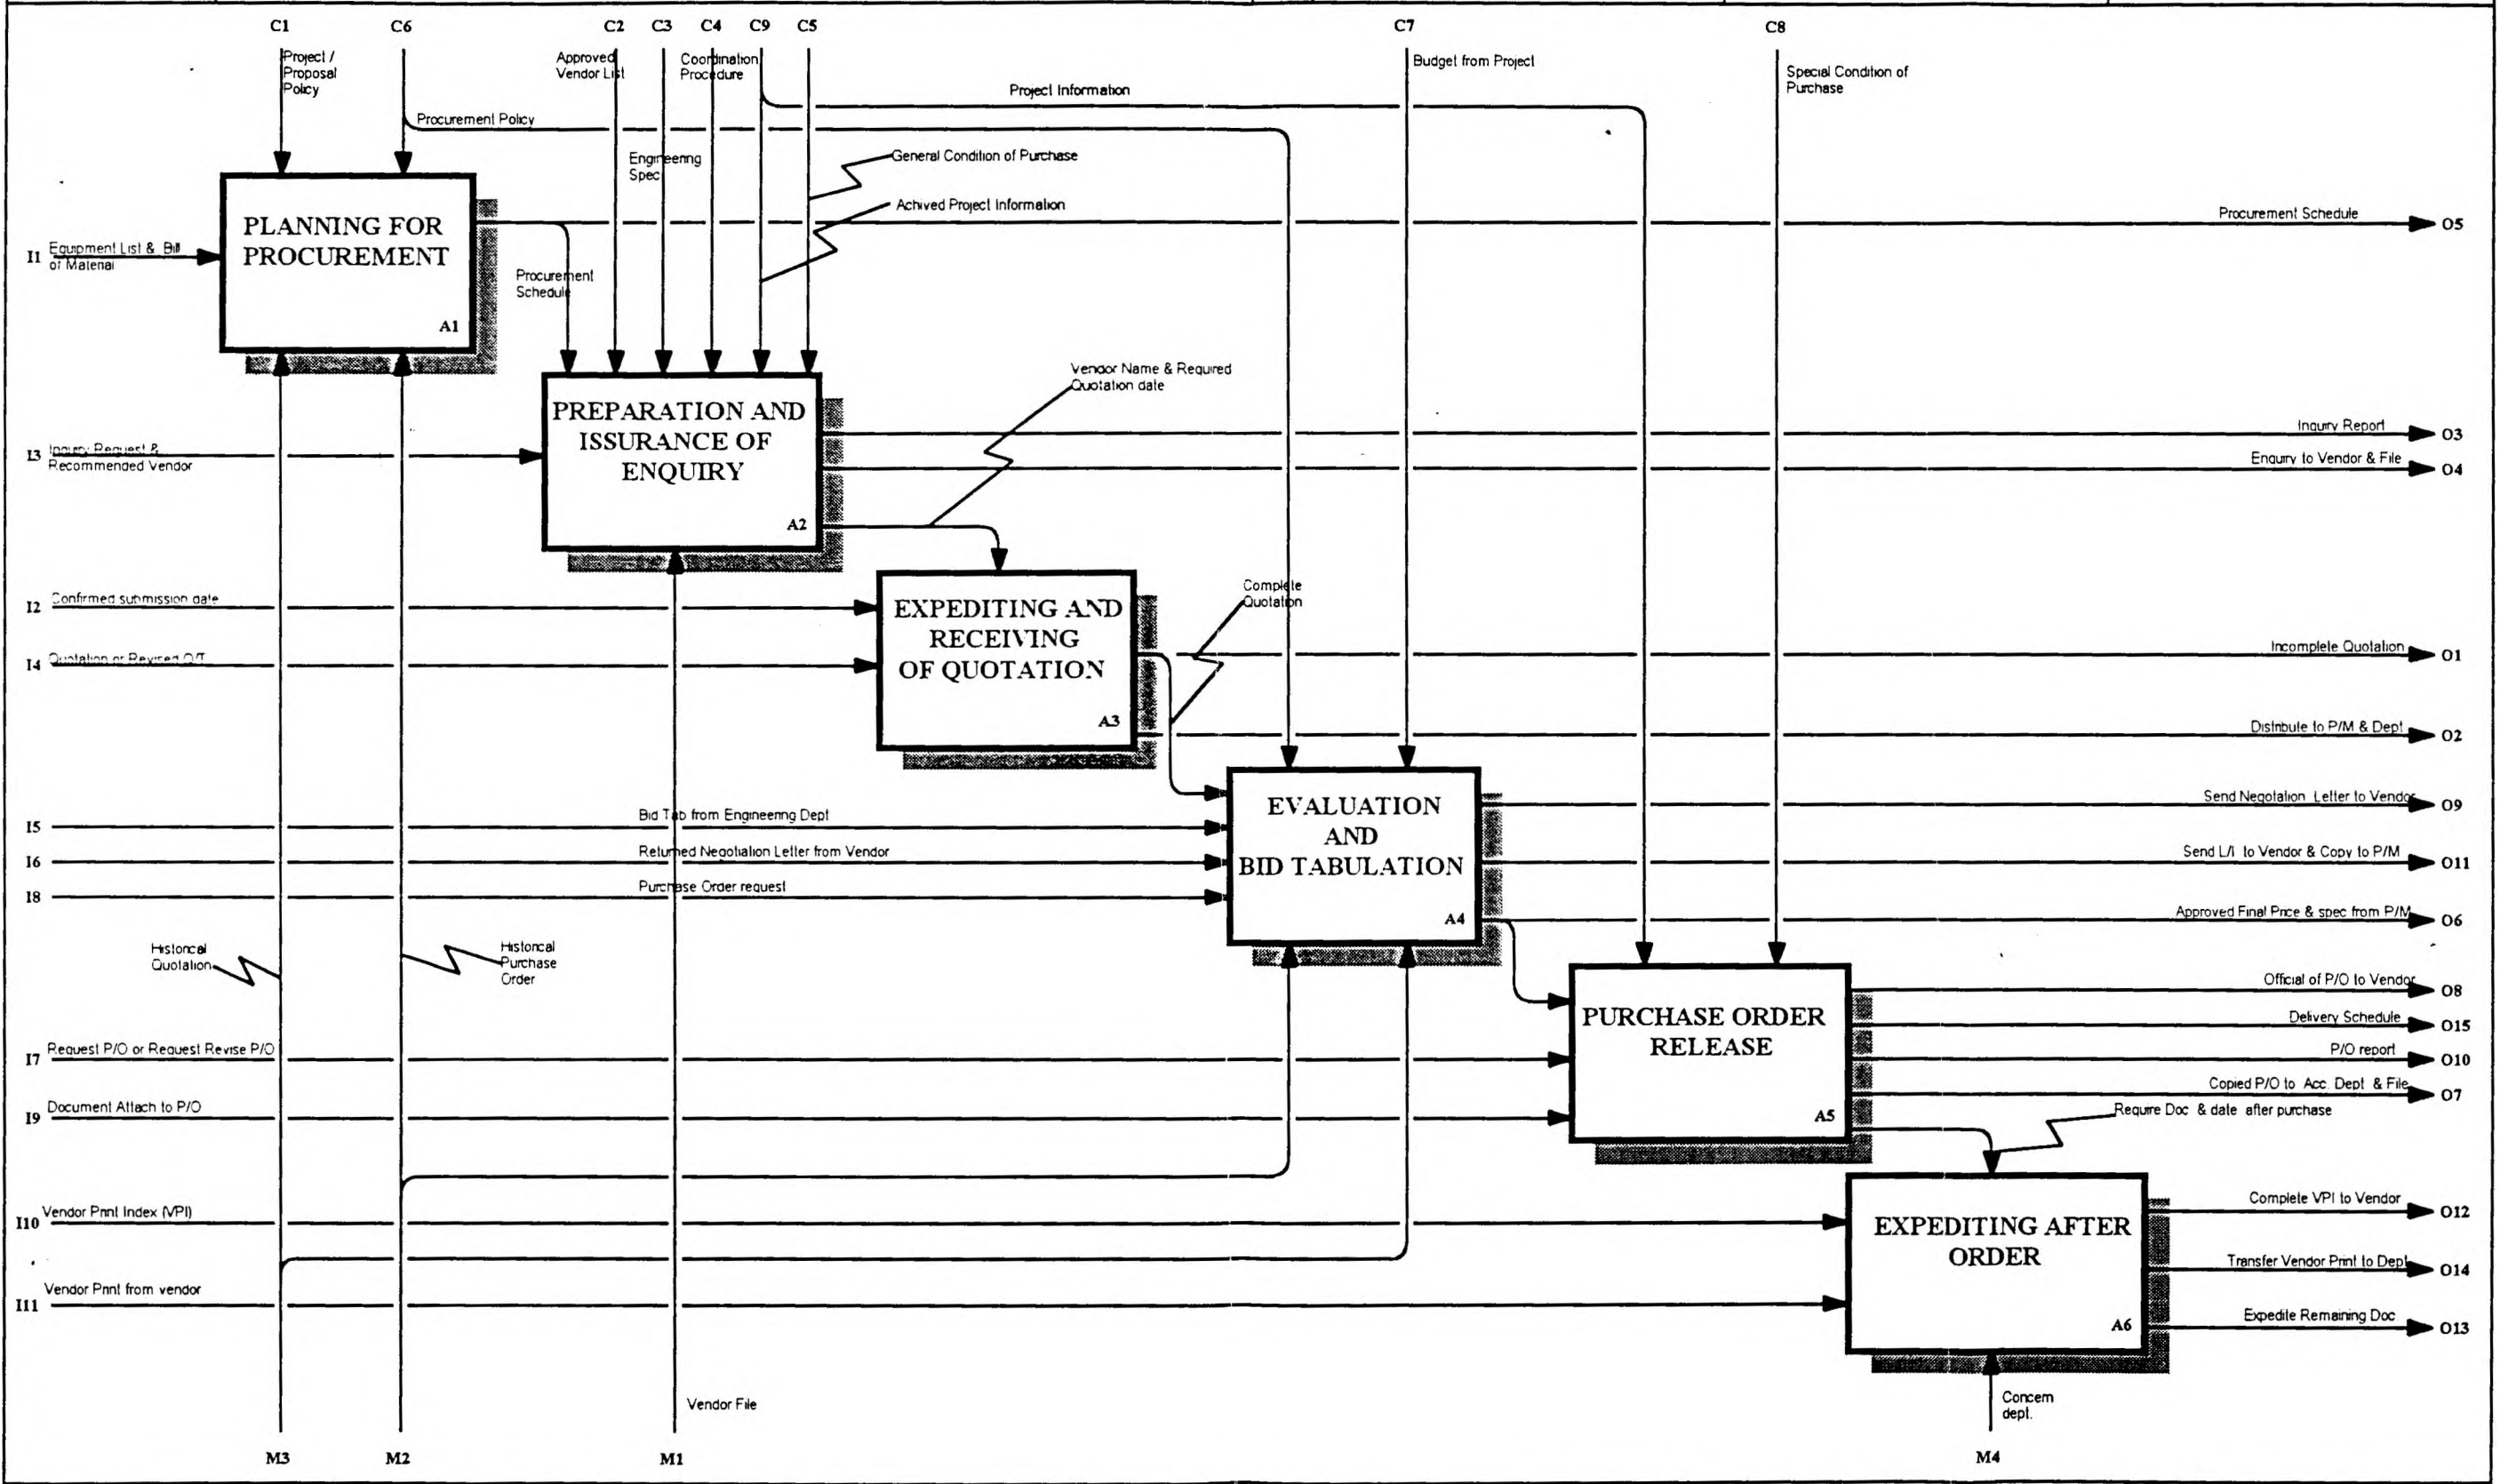 C1
C6
C2
C3
C4
C9
C5
C7
C8
Project /
Proposal
Policy
Approved
Vendor List
Coordination
Procedure
Budget from Project
Special Condition of
Purchase
Project Information
Procurement Policy
Engineering
Spec
General Condition of Purchase
Achived Project Information
PLANNING FOR
PROCUREMENT
A1
I1
Equipment List & Bill
of Material
Procurement
Schedule
Procurement Schedule
O5
Vendor Name & Required
Quotation date
PREPARATION AND
ISSURANCE OF
ENQUIRY
A2
I3
Inquiry Request &
Recommended Vendor
Inquiry Report
O3
Enquiry to Vendor & File
O4
I2
Confirmed submission date
I4
Quotation or Revised Q/T
EXPEDITING AND
RECEIVING
OF QUOTATION
A3
Complete
Quotation
Incomplete Quotation
O1
Distribute to P/M & Dept
O2
EVALUATION
AND
BID TABULATION
A4
I5
Bid Tab from Engineering Dept
I6
Returned Negotiation Letter from Vendor
I8
Purchase Order request
Send Negotation Letter to Vendor
O9
Send L/I to Vendor & Copy to P/M
O11
Approved Final Price & spec from P/M
O6
Historical
Quotation
Historical
Purchase
Order
PURCHASE ORDER
RELEASE
A5
Official of P/O to Vendor
O8
Delivery Schedule
O15
P/O report
O10
Copied P/O to Acc. Dept & File
O7
I7
Request P/O or Request Revise P/O
I9
Document Attach to P/O
Require Doc & date after purchase
I10
Vendor Print Index (VPI)
I11
Vendor Print from vendor
EXPEDITING AFTER
ORDER
A6
Complete VPI to Vendor
O12
Transfer Vendor Print to Dept
O14
Expedite Remaining Doc
O13
Vendor File
Concern
dept.
M3
M2
M1
M4